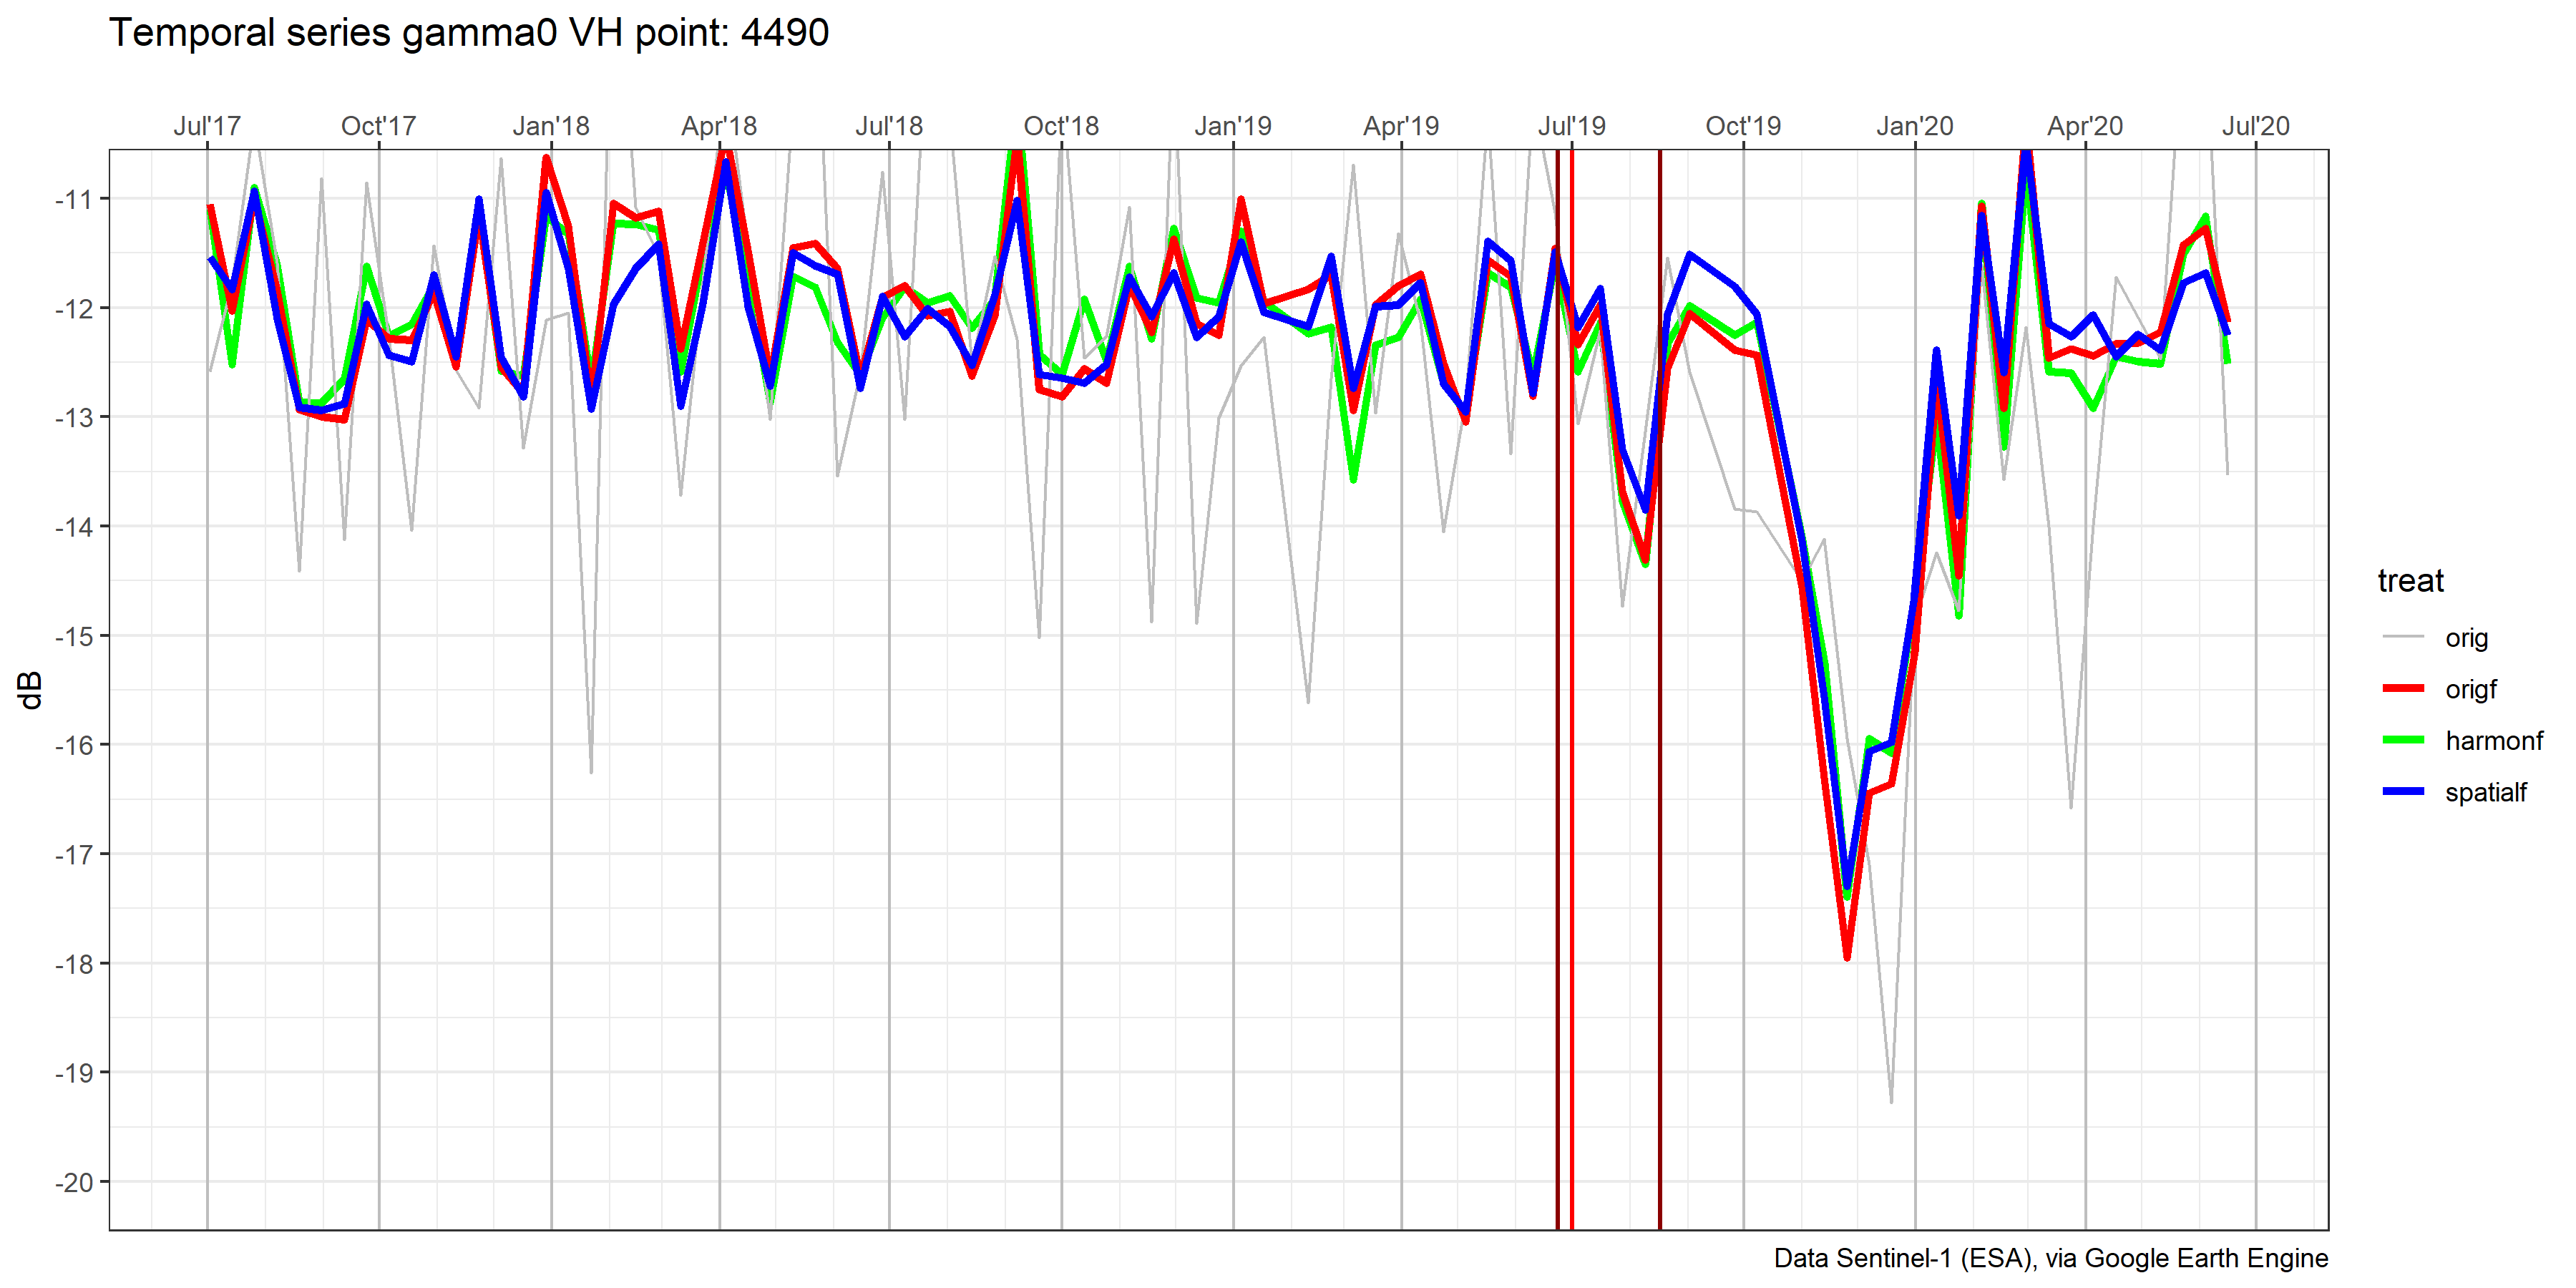 Temporal series gamma0 VH point: 4490
Jul'17 Oct'17 Jan'18 Apr'18 Jul'18 Oct'18 Jan'19 Apr'19 Jul'19 Oct'19 Jan'20 Apr'20 Jul'20
-11
-12
-13
-14
-15
-16
-17
-18
-19
-20
dB
treat
orig
origf
harmonf
spatialf
Data Sentinel-1 (ESA), via Google Earth Engine